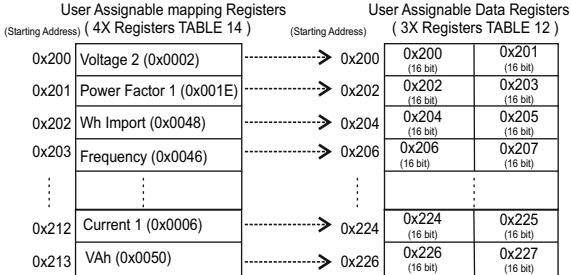 User Assignable mapping Registers
(Starting Address) ( 4X Registers TABLE 14 )
User Assignable Data Registers
(Starting Address) ( 3X Registers TABLE 12 )
0x200 Voltage 2 (0x0002) 0x200 0x200 (16 bit) 0x201 (16 bit)
0x201 Power Factor 1 (0x001E) 0x202 0x202 (16 bit) 0x203 (16 bit)
0x202 Wh Import (0x0048) 0x204 0x204 (16 bit) 0x205 (16 bit)
0x203 Frequency (0x0046) 0x206 0x206 (16 bit) 0x207 (16 bit)
0x212 Current 1 (0x0006) 0x224 0x224 (16 bit) 0x225 (16 bit)
0x213 VAh (0x0050) 0x226 0x226 (16 bit) 0x227 (16 bit)